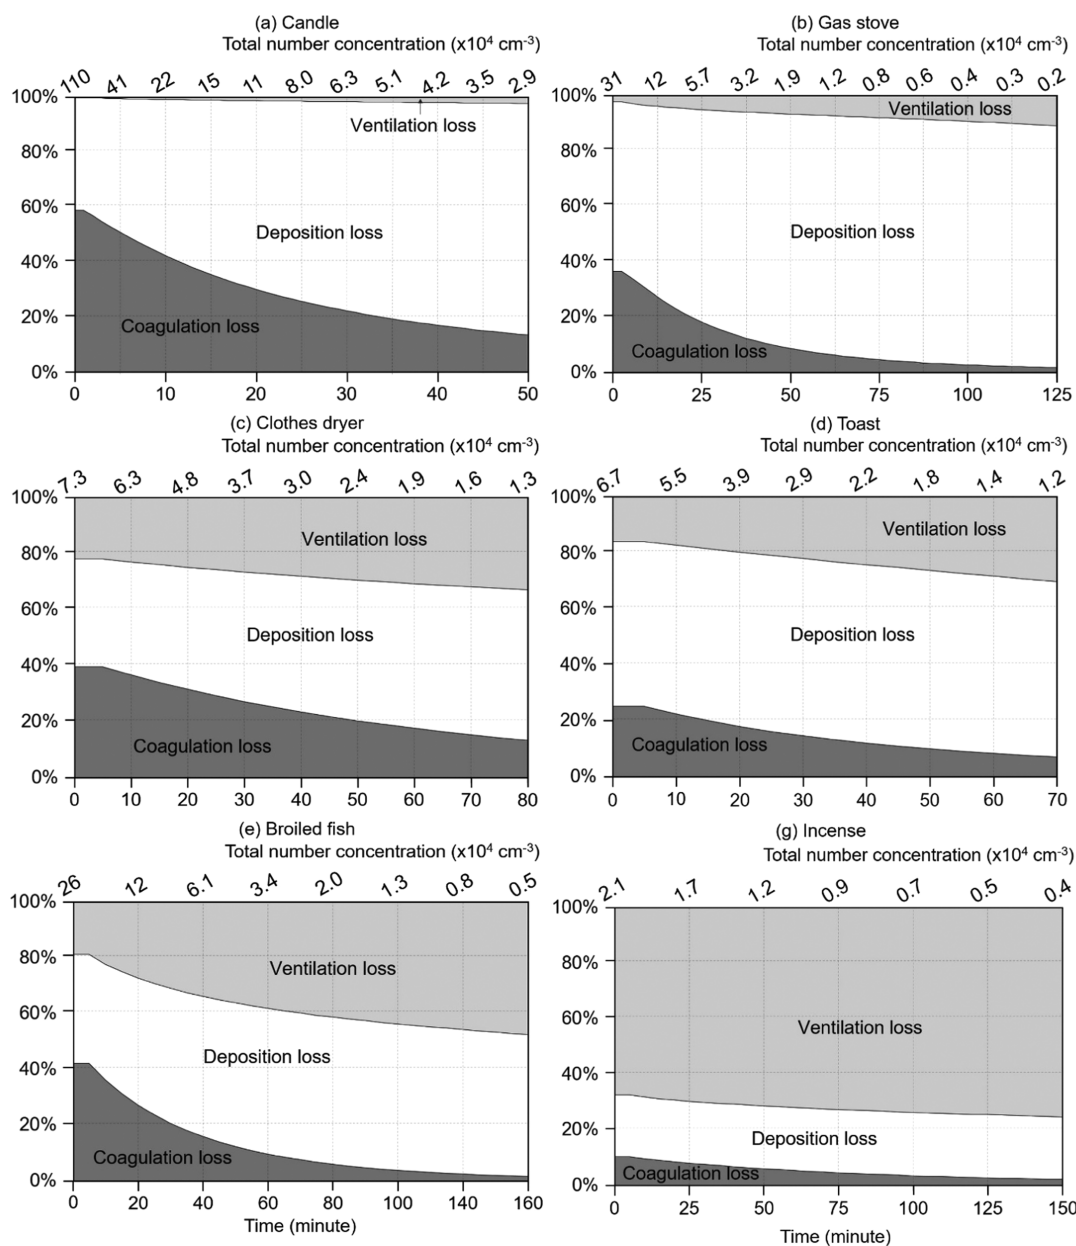 (a) Candle
Total number concentration (x10⁴ cm⁻³)
110 41 22 15 11 8.0 6.3 5.1 4.2 3.5 2.9
100%
80%
60%
40%
20%
0%
Ventilation loss
Deposition loss
Coagulation loss
0 10 20 30 40 50
(b) Gas stove
Total number concentration (x10⁴ cm⁻³)
31 12 5.7 3.2 1.9 1.2 0.8 0.6 0.4 0.3 0.2
100%
80%
60%
40%
20%
0%
Ventilation loss
Deposition loss
Coagulation loss
0 25 50 75 100 125
(c) Clothes dryer
Total number concentration (x10⁴ cm⁻³)
7.3 6.3 4.8 3.7 3.0 2.4 1.9 1.6 1.3
100%
80%
60%
40%
20%
0%
Ventilation loss
Deposition loss
Coagulation loss
0 10 20 30 40 50 60 70 80
(d) Toast
Total number concentration (x10⁴ cm⁻³)
6.7 5.5 3.9 2.9 2.2 1.8 1.4 1.2
100%
80%
60%
40%
20%
0%
Ventilation loss
Deposition loss
Coagulation loss
0 10 20 30 40 50 60 70
(e) Broiled fish
Total number concentration (x10⁴ cm⁻³)
26 12 6.1 3.4 2.0 1.3 0.8 0.5
100%
80%
60%
40%
20%
0%
Ventilation loss
Deposition loss
Coagulation loss
0 20 40 60 80 100 140 160
Time (minute)
(g) Incense
Total number concentration (x10⁴ cm⁻³)
2.1 1.7 1.2 0.9 0.7 0.5 0.4
100%
80%
60%
40%
20%
0%
Ventilation loss
Deposition loss
Coagulation loss
0 25 50 75 100 125 150
Time (minute)